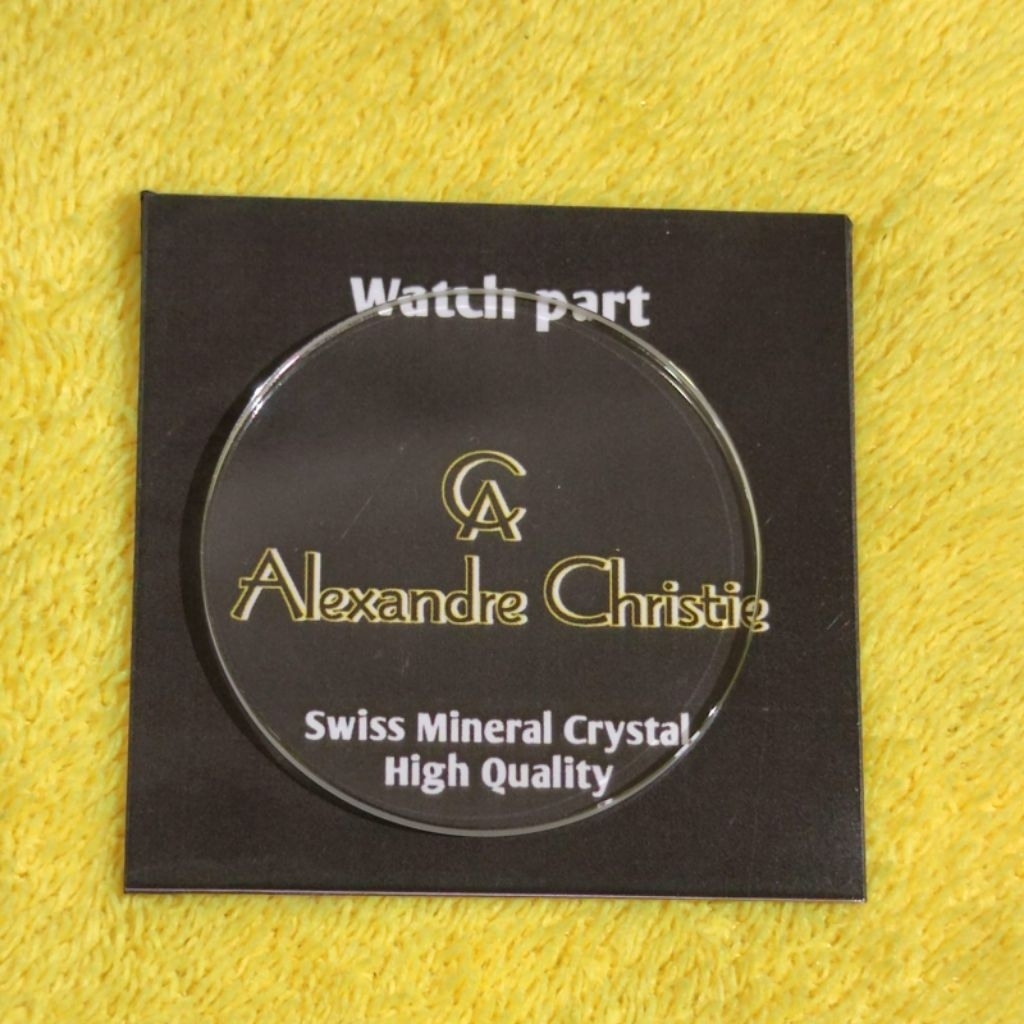 Watch part
CA
Alexandre Christie
Swiss Mineral Crystal
High Quality